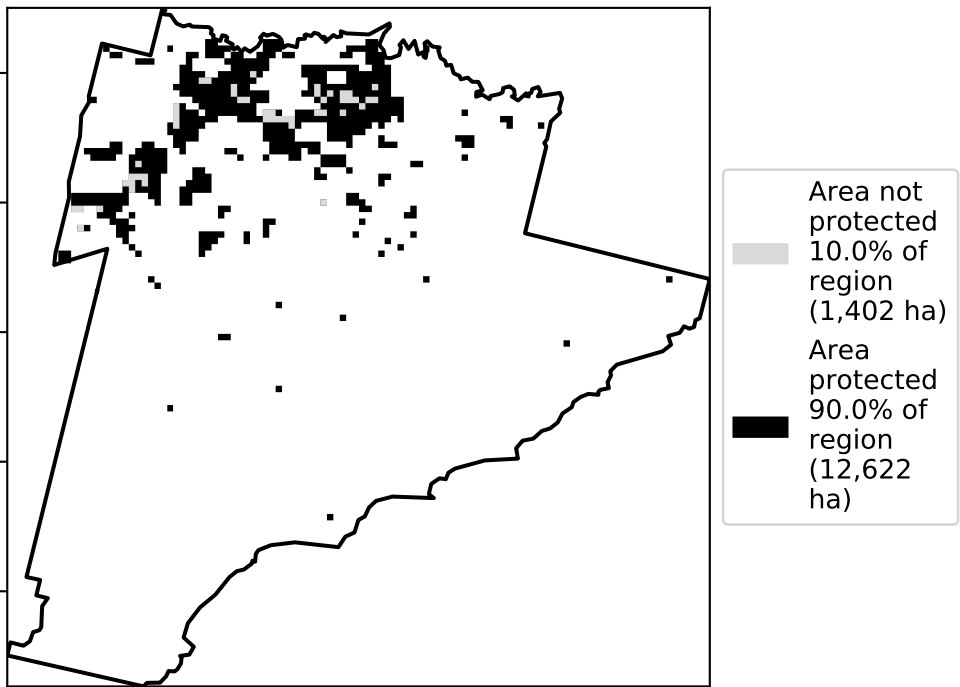 Area not
protected
10.0% of
region
(1,402 ha)
Area
protected
90.0% of
region
(12,622
ha)